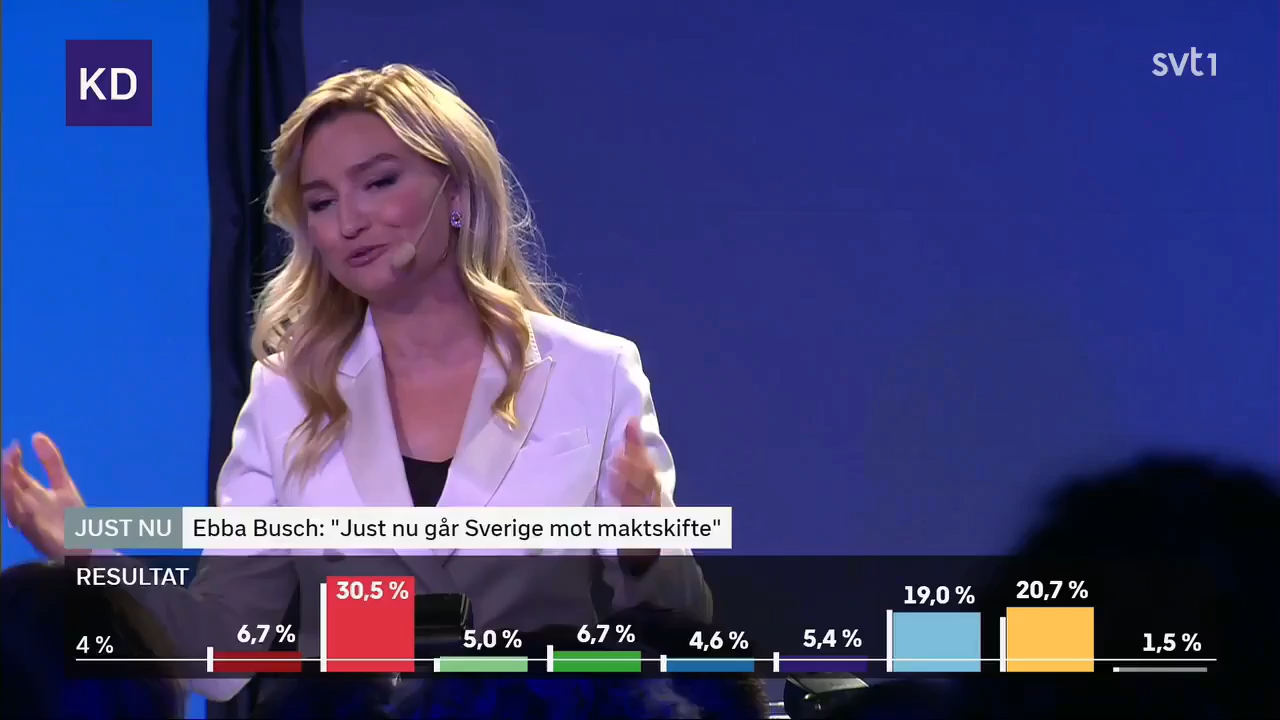 KD
svt1
JUST NU Ebba Busch: "Just nu går Sverige mot maktskifte"
RESULTAT
4 %
6,7 % 30,5 % 5,0 % 6,7 % 4,6 % 5,4 % 19,0 % 20,7 % 1,5 %